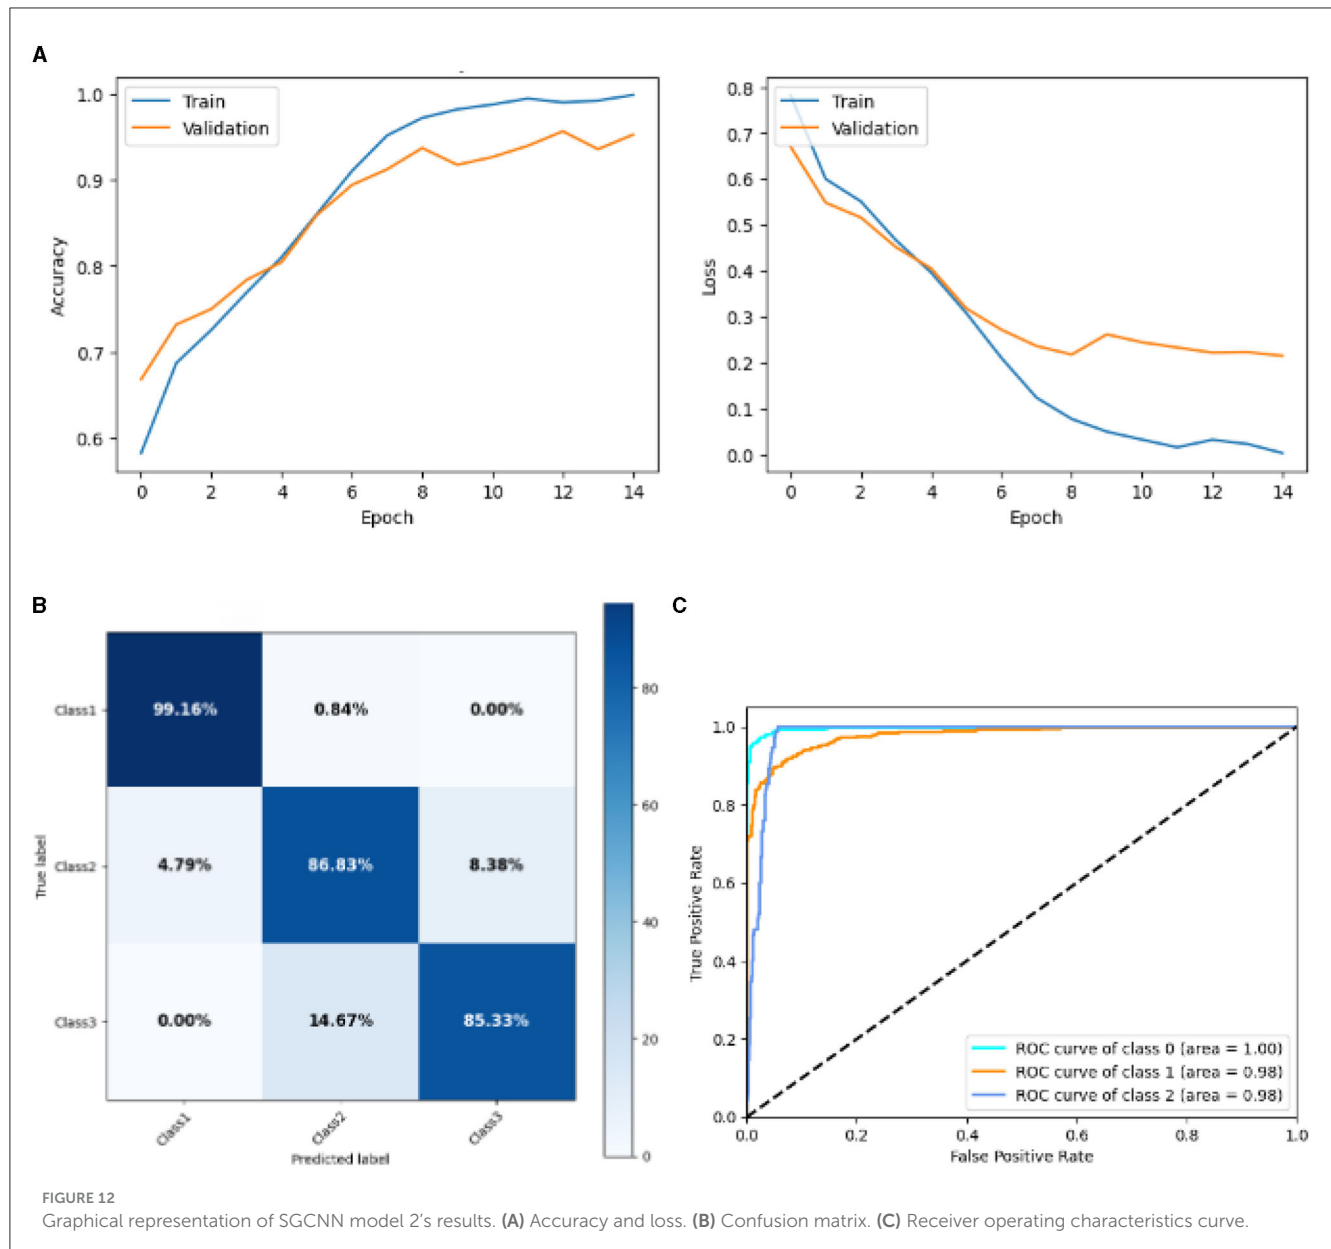 A
Train
Validation
1.0
0.9
0.8
0.7
0.6
Accuracy
0 2 4 6 8 10 12 14
Epoch
Train
Validation
0.8
0.7
0.6
0.5
0.4
0.3
0.2
0.1
0.0
Loss
0 2 4 6 8 10 12 14
Epoch
B
Class1 99.16% 0.84% 0.00%
Class2 4.79% 86.83% 8.38%
Class3 0.00% 14.67% 85.33%
True label
Class1 Class2 Class3
Predicted label
80
60
40
20
0
C
1.0
0.8
0.6
0.4
0.2
0.0
True Positive Rate
ROC curve of class 0 (area = 1.00)
ROC curve of class 1 (area = 0.98)
ROC curve of class 2 (area = 0.98)
0.0 0.2 0.4 0.6 0.8 1.0
False Positive Rate
FIGURE 12
Graphical representation of SGCNN model 2's results. (A) Accuracy and loss. (B) Confusion matrix. (C) Receiver operating characteristics curve.